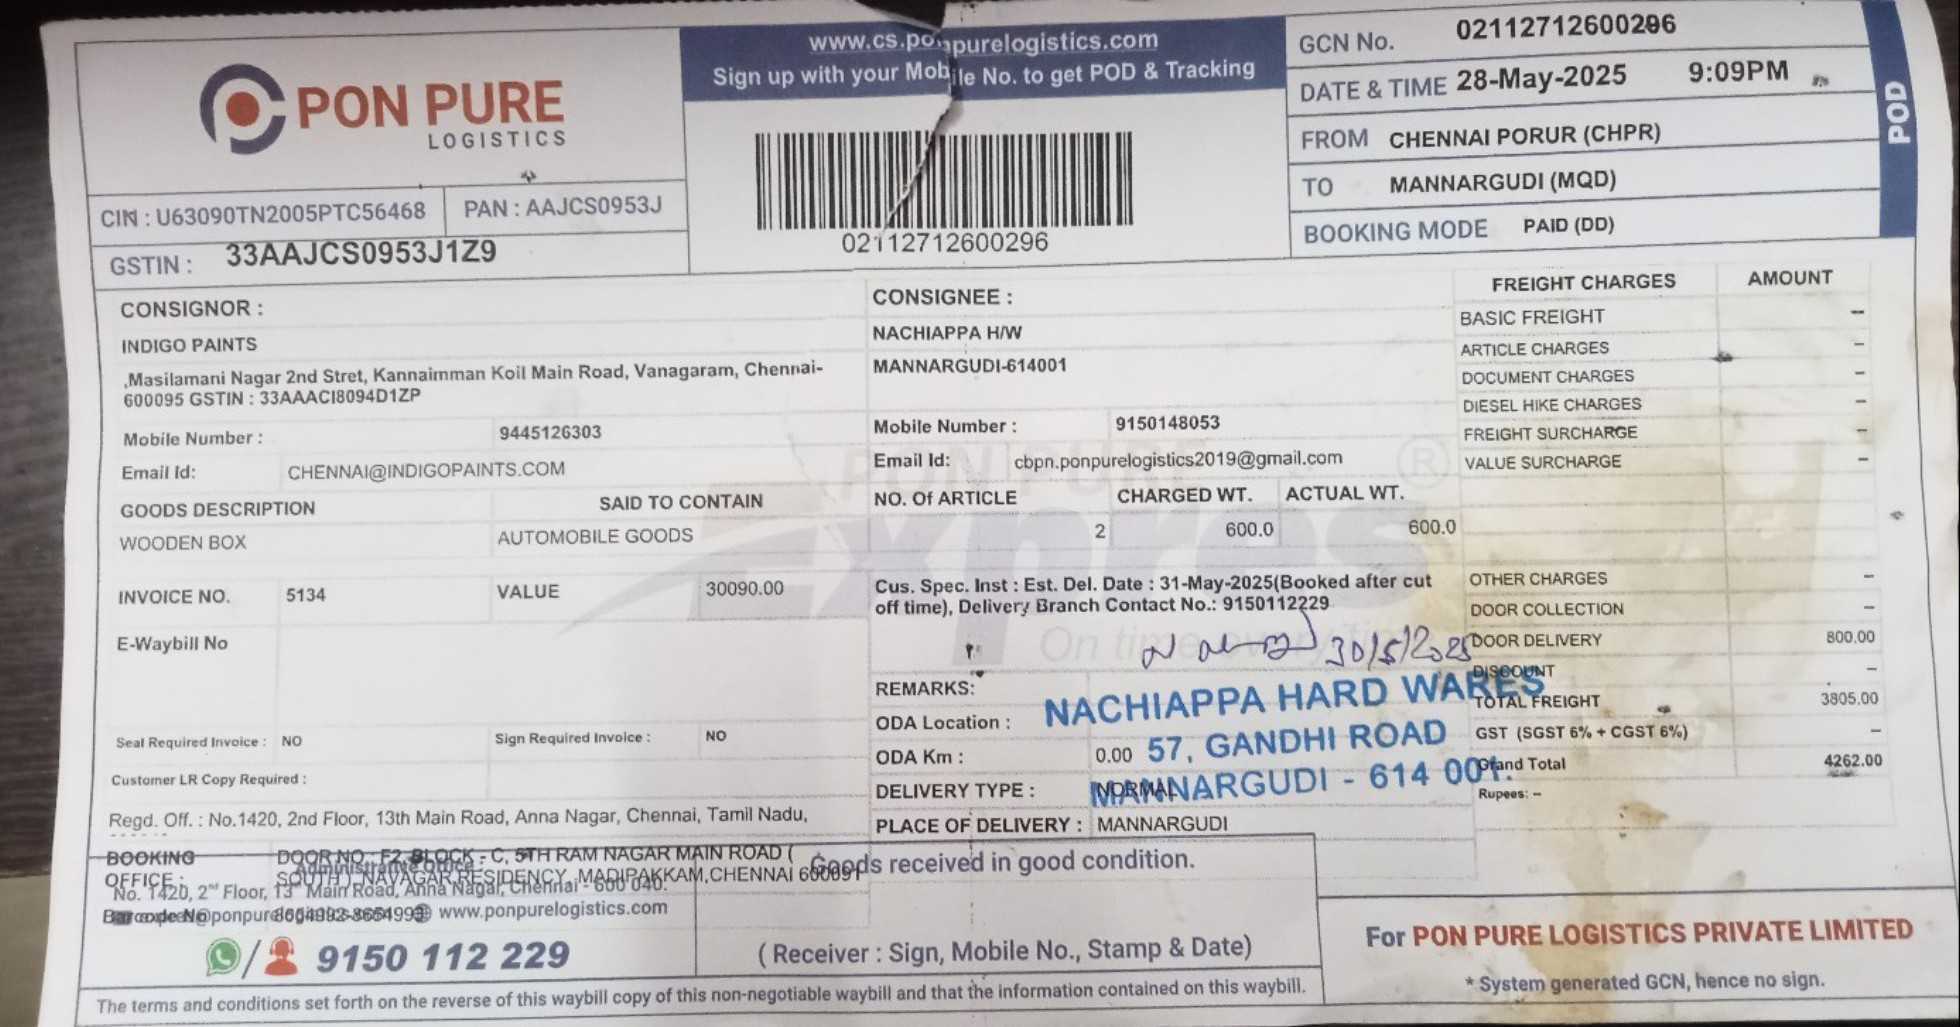 PON PURE
LOGISTICS
www.cs.ponpurelogistics.com
Sign up with your Mobile No. to get POD & Tracking
02112712600296
GCN No. 02112712600296
DATE & TIME 28-May-2025 9:09PM
FROM CHENNAI PORUR (CHPR)
TO MANNARGUDI (MQD)
BOOKING MODE PAID (DD)
POD
CIN : U63090TN2005PTC56468 PAN : AAJCS0953J
GSTIN : 33AAJCS0953J1Z9
CONSIGNOR :
INDIGO PAINTS
,Masilamani Nagar 2nd Stret, Kannaimman Koil Main Road, Vanagaram, Chennai-
600095 GSTIN : 33AAACI8094D1ZP
Mobile Number : 9445126303
Email Id: CHENNAI@INDIGOPAINTS.COM
CONSIGNEE :
NACHIAPPA H/W
MANNARGUDI-614001
Mobile Number : 9150148053
Email Id: cbpn.ponpurelogistics2019@gmail.com
GOODS DESCRIPTION SAID TO CONTAIN NO. Of ARTICLE CHARGED WT. ACTUAL WT.
WOODEN BOX AUTOMOBILE GOODS 2 600.0 600.0
INVOICE NO. 5134 VALUE 30090.00
E-Waybill No
Seal Required Invoice : NO Sign Required Invoice : NO
Customer LR Copy Required :
Cus. Spec. Inst : Est. Del. Date : 31-May-2025(Booked after cut
off time), Delivery Branch Contact No.: 9150112229
PON PURE
Expres ®
On time every time
30/5/2025
REMARKS:
ODA Location :
ODA Km : 0.00
DELIVERY TYPE : NORMAL
PLACE OF DELIVERY : MANNARGUDI
NACHIAPPA HARD WARES
57, GANDHI ROAD
MANNARGUDI - 614 001.
FREIGHT CHARGES AMOUNT
BASIC FREIGHT --
ARTICLE CHARGES --
DOCUMENT CHARGES --
DIESEL HIKE CHARGES --
FREIGHT SURCHARGE --
VALUE SURCHARGE --
OTHER CHARGES --
DOOR COLLECTION --
DOOR DELIVERY 800.00
DISCOUNT --
TOTAL FREIGHT 3805.00
GST (SGST 6% + CGST 6%) --
Grand Total 4262.00
Rupees: --
Regd. Off. : No.1420, 2nd Floor, 13th Main Road, Anna Nagar, Chennai, Tamil Nadu,
BOOKING OFFICE : DOOR NO : F2, BLOCK - C, 5TH RAM NAGAR MAIN ROAD (
SOUTH ) NAVAGAR RESIDENCY, MADIPAKKAM,CHENNAI 60009
Administrative Office :
No. 1420, 2nd Floor, 13th Main Road, Anna Nagar, Chennai - 600 040.
Barcode No 8654992-8654993
www.ponpurelogistics.com
9150 112 229
Goods received in good condition.
( Receiver : Sign, Mobile No., Stamp & Date)
For PON PURE LOGISTICS PRIVATE LIMITED
* System generated GCN, hence no sign.
The terms and conditions set forth on the reverse of this waybill copy of this non-negotiable waybill and that the information contained on this waybill.